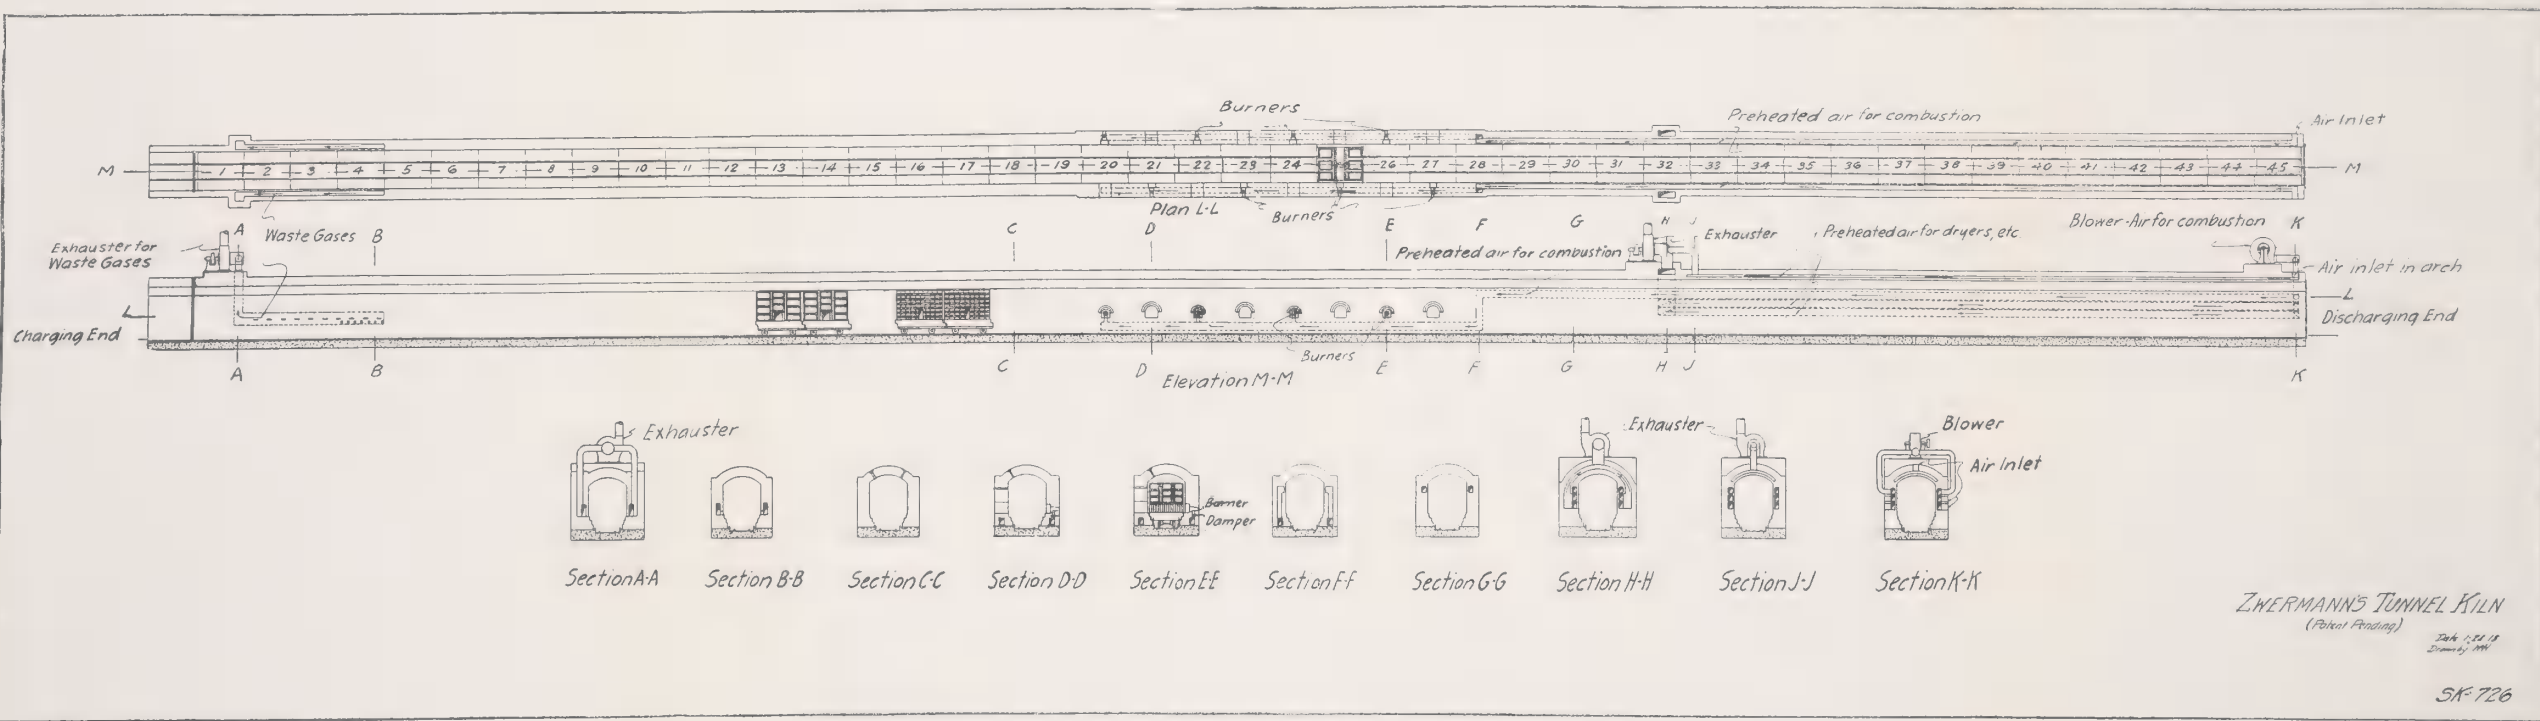 Burners
Preheated air for combustion
Air Inlet
M 1 2 3 4 5 6 7 8 9 10 11 12 13 14 15 16 17 18 19 20 21 22 23 24 26 27 28 29 30 31 32 33 34 35 36 37 38 39 40 41 42 43 44 45 M
Plan L-L
Burners
Waste Gases
Exhauster for
Waste Gases
A B C D E F G H J K
Preheated air for combustion
Exhauster
Preheated air for dryers, etc
Blower-Air for combustion
Air inlet in arch
L L
Charging End
Discharging End
Burners
A B C D E F G H J K
Elevation M-M
Exhauster
Exhauster
Blower
Air Inlet
Burner
Damper
Section A-A Section B-B Section C-C Section D-D Section E-E Section F-F Section G-G Section H-H Section J-J Section K-K
ZWERMANN'S TUNNEL KILN
(Patent Pending)
Date
Drawn by
SK-726